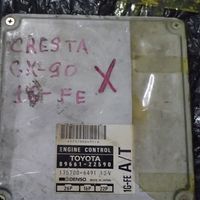 CRESTA
GX-90
X
1G-FE
ENGINE CONTROL
TOYOTA
89661-22590
175700-6491 12V
DENSO
1G-FE A/T